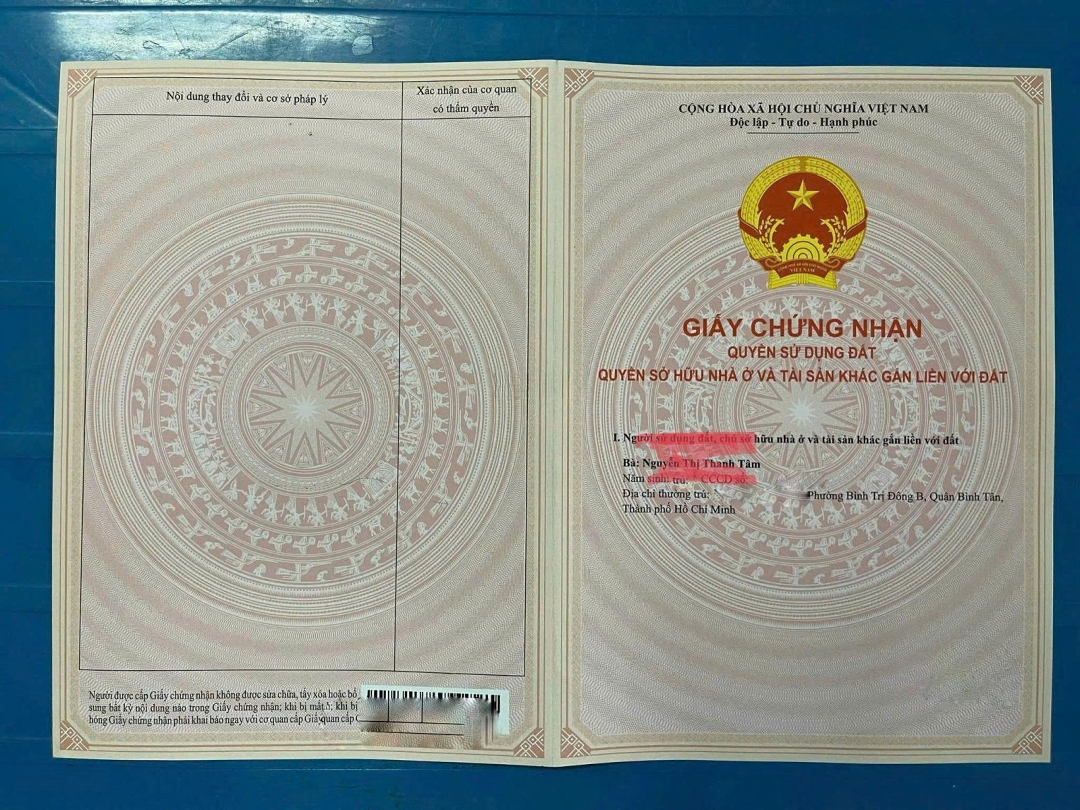 Nội dung thay đổi và cơ sở pháp lý
Xác nhận của cơ quan
có thẩm quyền
Người được cấp Giấy chứng nhận không được sửa chữa, tẩy xóa hoặc bổ
sung bất kỳ nội dung nào trong Giấy chứng nhận; khi bị mất khi bị
hỏng Giấy chứng nhận phải khai báo ngay với cơ quan cấp Giấy
CỘNG HÒA XÃ HỘI CHỦ NGHĨA VIỆT NAM
Độc lập - Tự do - Hạnh phúc
VIỆT NAM
GIẤY CHỨNG NHẬN
QUYỀN SỬ DỤNG ĐẤT
QUYỀN SỞ HỮU NHÀ Ở VÀ TÀI SẢN KHÁC GẮN LIỀN VỚI ĐẤT
I. Người sử dụng đất, chủ sở hữu nhà ở và tài sản khác gắn liền với đất
Bà: Nguyễn Thị Thanh Tâm
Năm sinh: CCCD số:
Địa chỉ thường trú: Phường Bình Trị Đông B, Quận Bình Tân,
Thành phố Hồ Chí Minh